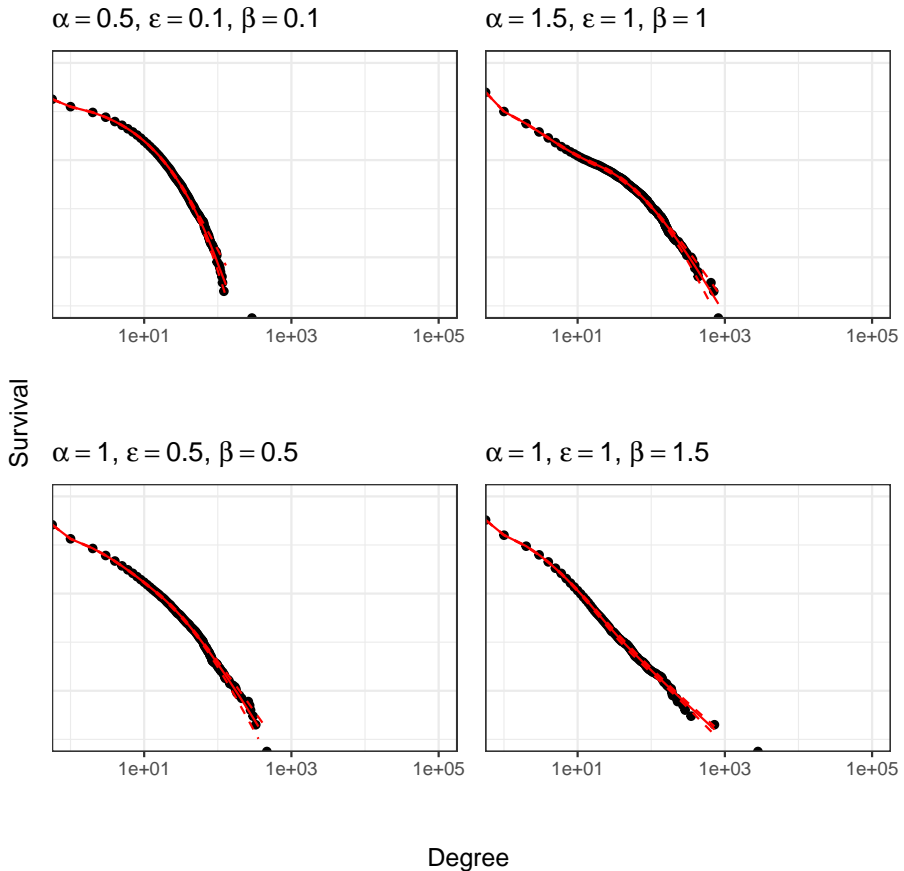 α = 0.5, ε = 0.1, β = 0.1
α = 1.5, ε = 1, β = 1
1e+01 1e+03 1e+05
1e+01 1e+03 1e+05
Survival
α = 1, ε = 0.5, β = 0.5
α = 1, ε = 1, β = 1.5
1e+01 1e+03 1e+05
1e+01 1e+03 1e+05
Degree